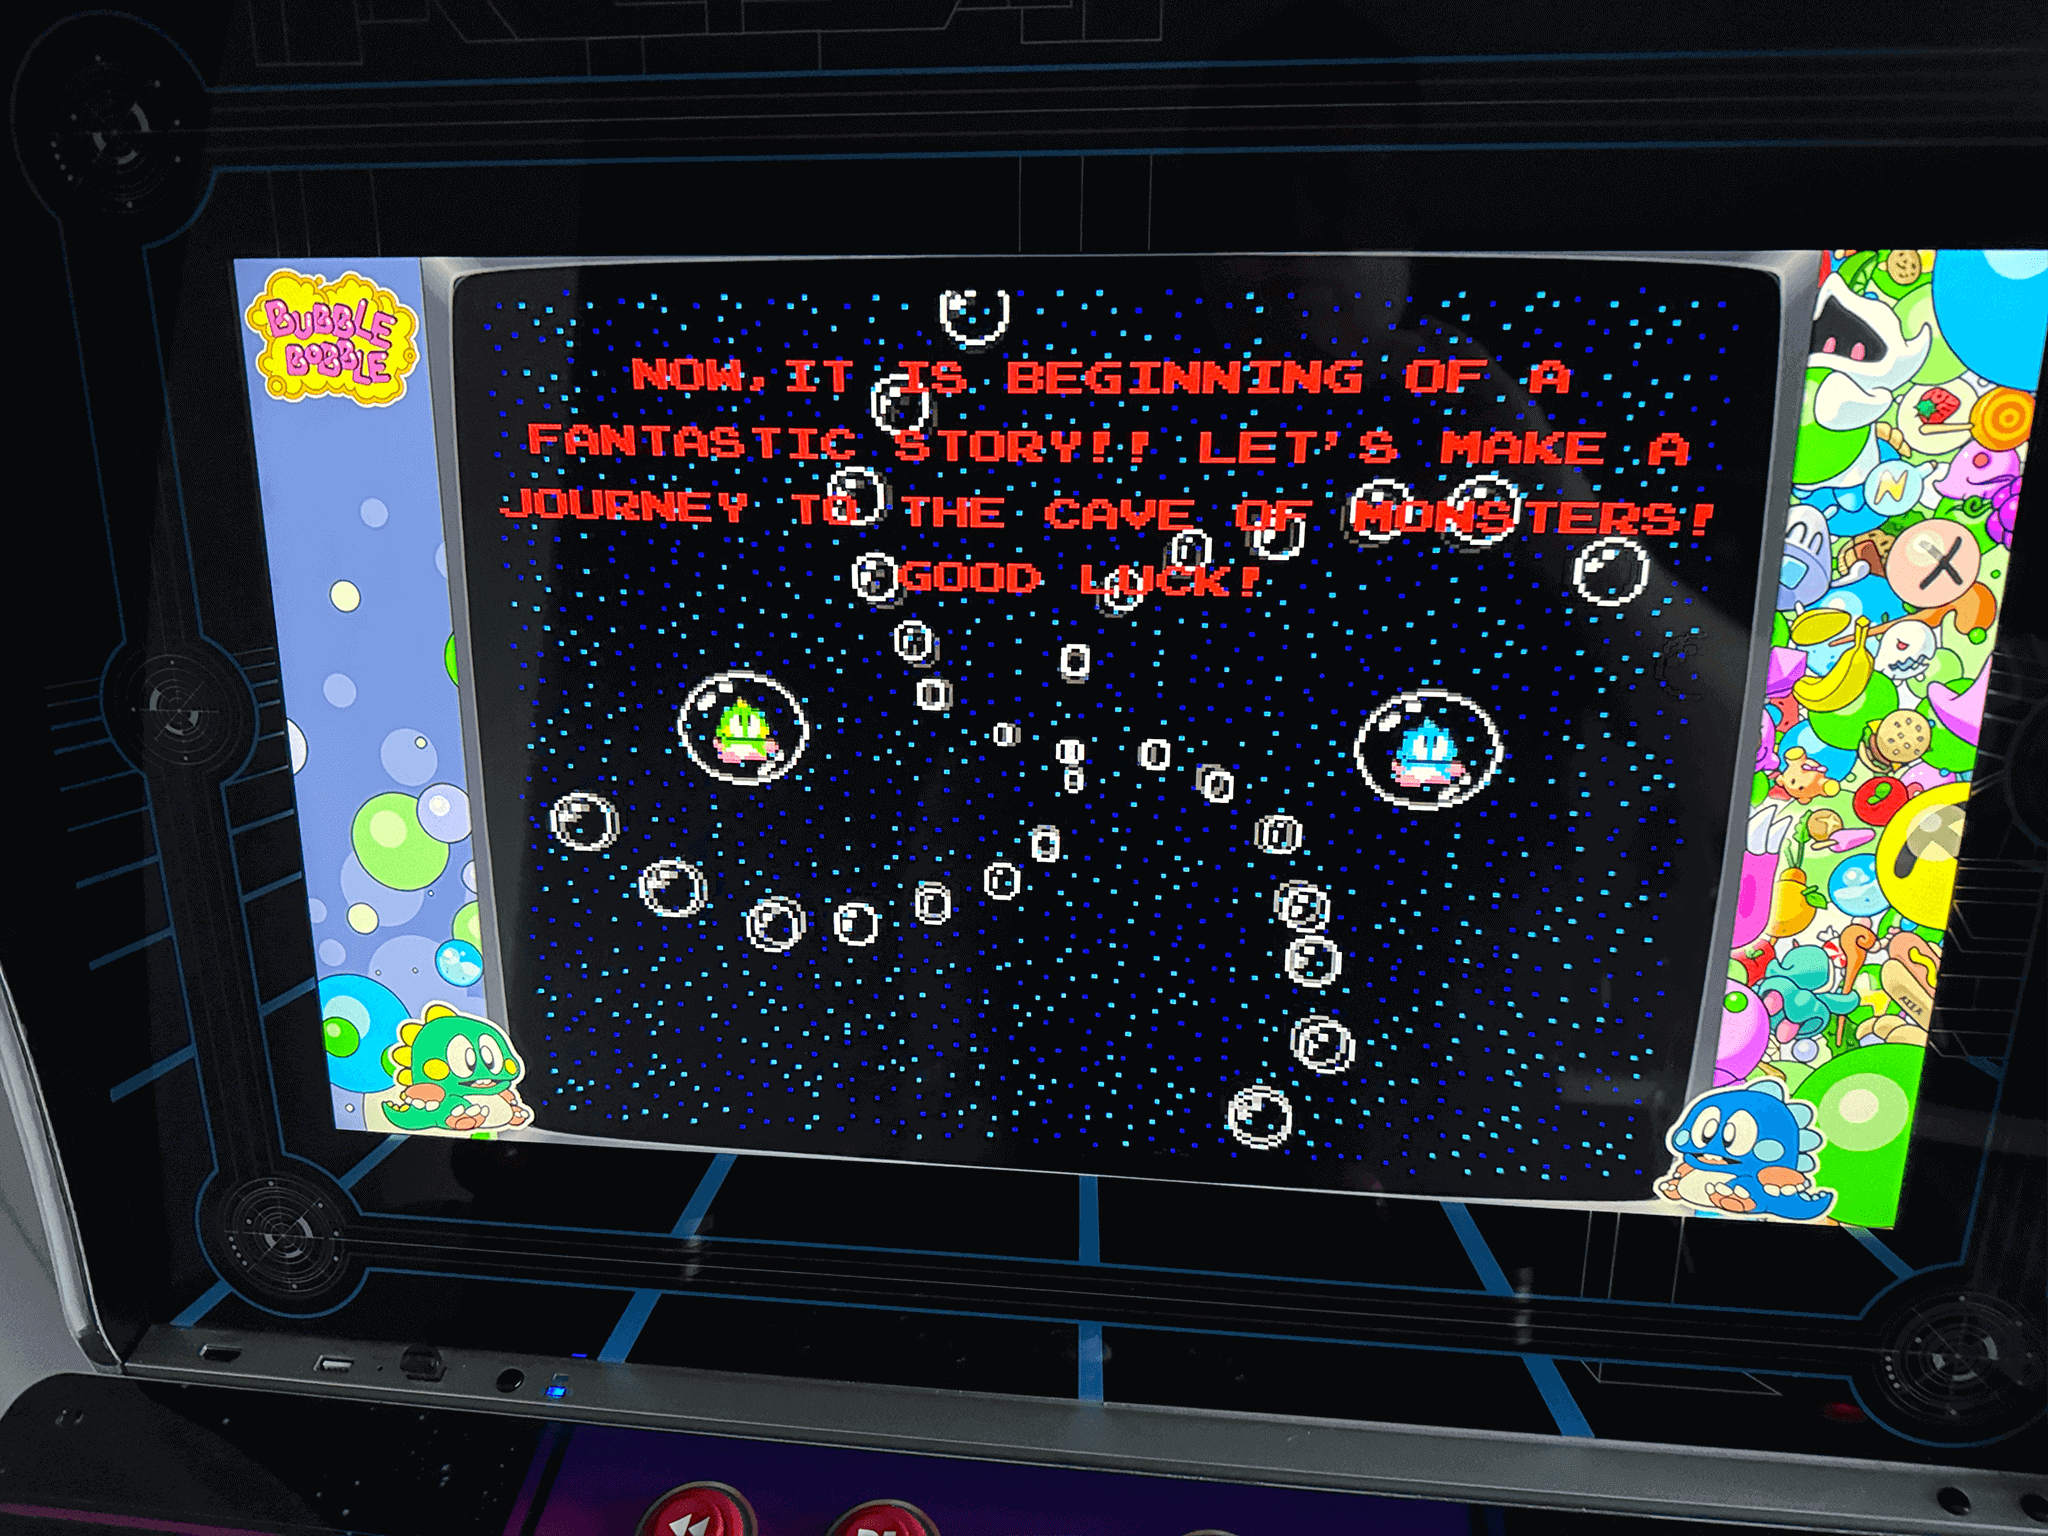 BUBBLE
BOBBLE
NOW,IT IS BEGINNING OF A
FANTASTIC STORY!! LET'S MAKE A
JOURNEY TO THE CAVE OF MONSTERS!
GOOD LUCK!